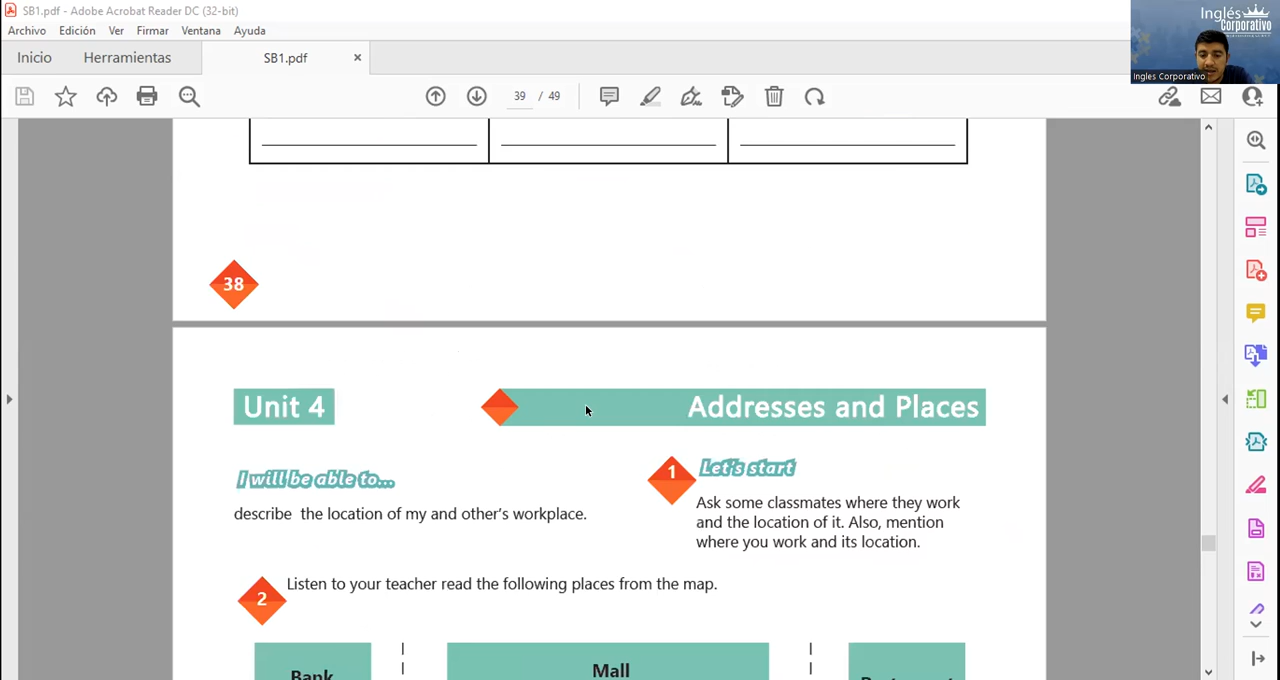 SB1.pdf - Adobe Acrobat Reader DC (32-bit)
Archivo Edición Ver Firmar Ventana Ayuda
Inicio Herramientas SB1.pdf ×
39 / 49
Inglés
Corporativo
Ingles Corporativo
38
Unit 4
Addresses and Places
I will be able to...
describe the location of my and other's workplace.
1
Let's start
Ask some classmates where they work
and the location of it. Also, mention
where you work and its location.
2
Listen to your teacher read the following places from the map.
Bank
Mall